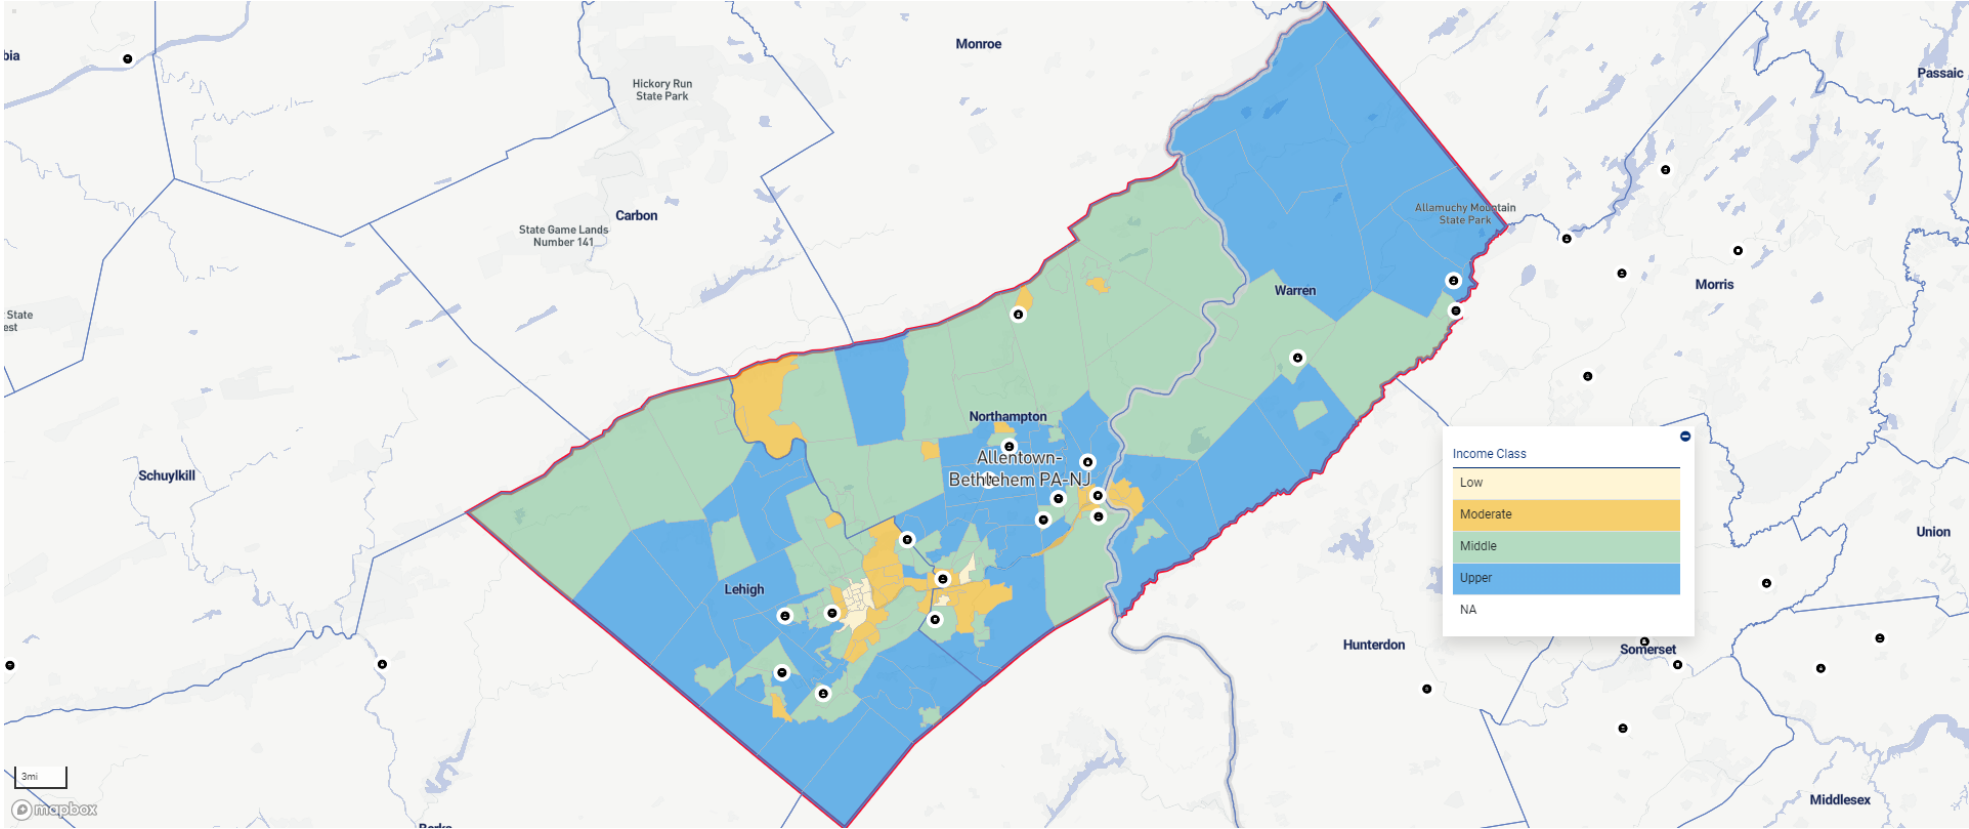 Monroe
bia
Passaic
Hickory Run
State Park
Carbon
Allamuchy Mountain
State Park
State Game Lands
Number 141
Morris
Warren
State
est
Northampton
Income Class
Allentown-
Bethlehem PA-NJ
Schuylkill
Low
Moderate
Union
Middle
Upper
Lehigh
NA
Hunterdon
Somerset
3mi
mapbox
Middlesex
Berks